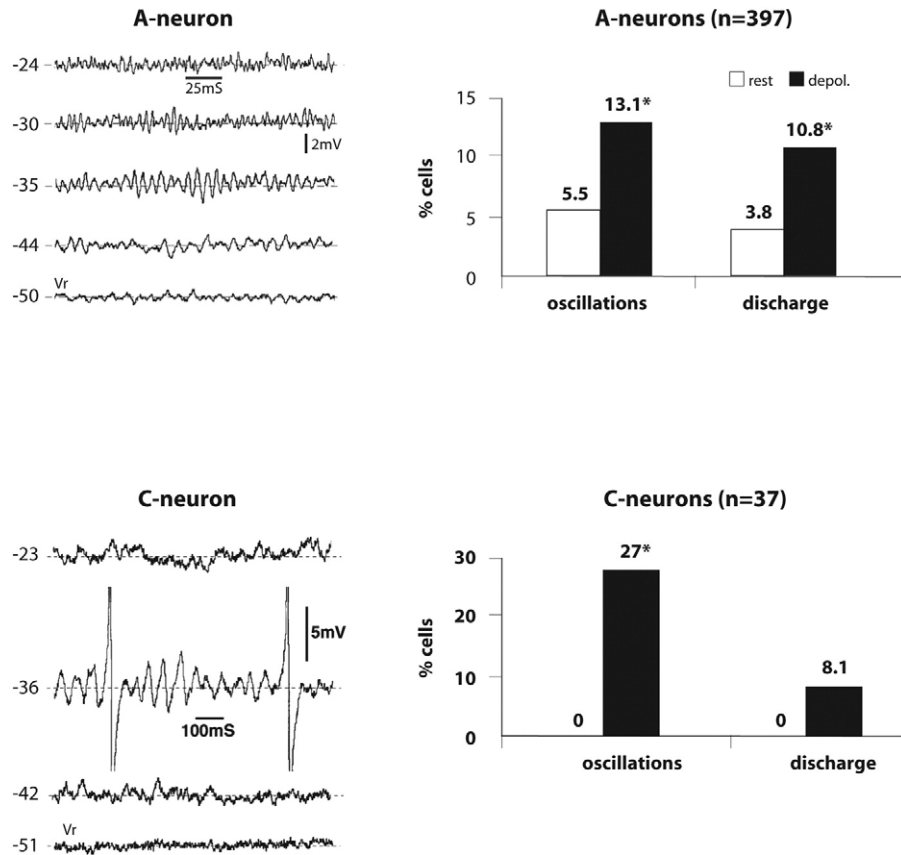 A-neuron
-24
25mS
-30
2mV
-35
-44
Vr
-50
A-neurons (n=397)
rest depol.
% cells
15
10
5
0
5.5
13.1*
3.8
10.8*
oscillations discharge
C-neuron
-23
5mV
-36
100mS
-42
Vr
-51
C-neurons (n=37)
% cells
30
20
10
0
0
27*
0
8.1
oscillations discharge